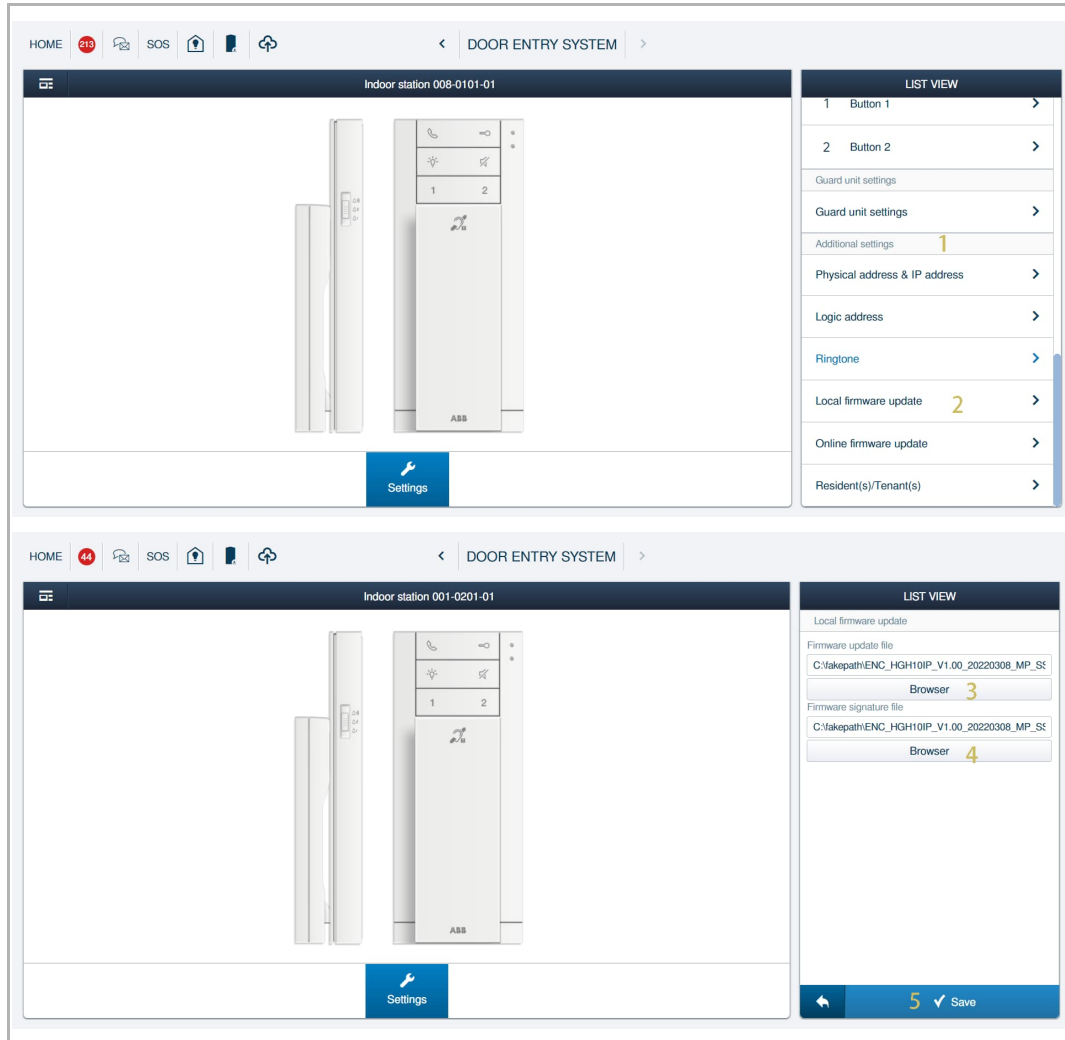 HOME 213 SOS < DOOR ENTRY SYSTEM >
Indoor station 008-0101-01
LIST VIEW
1 Button 1 >
2 Button 2 >
Guard unit settings
Guard unit settings >
Additional settings 1
Physical address & IP address >
Logic address >
Ringtone >
Local firmware update 2 >
Online firmware update >
Resident(s)/Tenant(s) >
1 2
ABB
Settings
HOME 44 SOS < DOOR ENTRY SYSTEM >
Indoor station 001-0201-01
LIST VIEW
Local firmware update
Firmware update file
C:\fakepath\ENC_HGH10IP_V1.00_20220308_MP_SS
Browser 3
Firmware signature file
C:\fakepath\ENC_HGH10IP_V1.00_20220308_MP_SS
Browser 4
1 2
ABB
Settings
5 ✓ Save